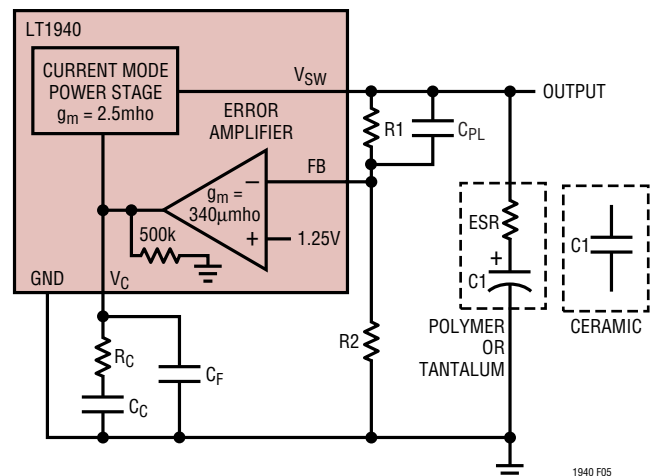 LT1940
CURRENT MODE
POWER STAGE
gm = 2.5mho
VSW
OUTPUT
ERROR
AMPLIFIER
R1
CPL
FB
gm =
340µmho
–
+
1.25V
500k
ESR
+
C1
C1
GND
VC
R2
POLYMER
OR
TANTALUM
CERAMIC
RC
CF
CC
1940 F05